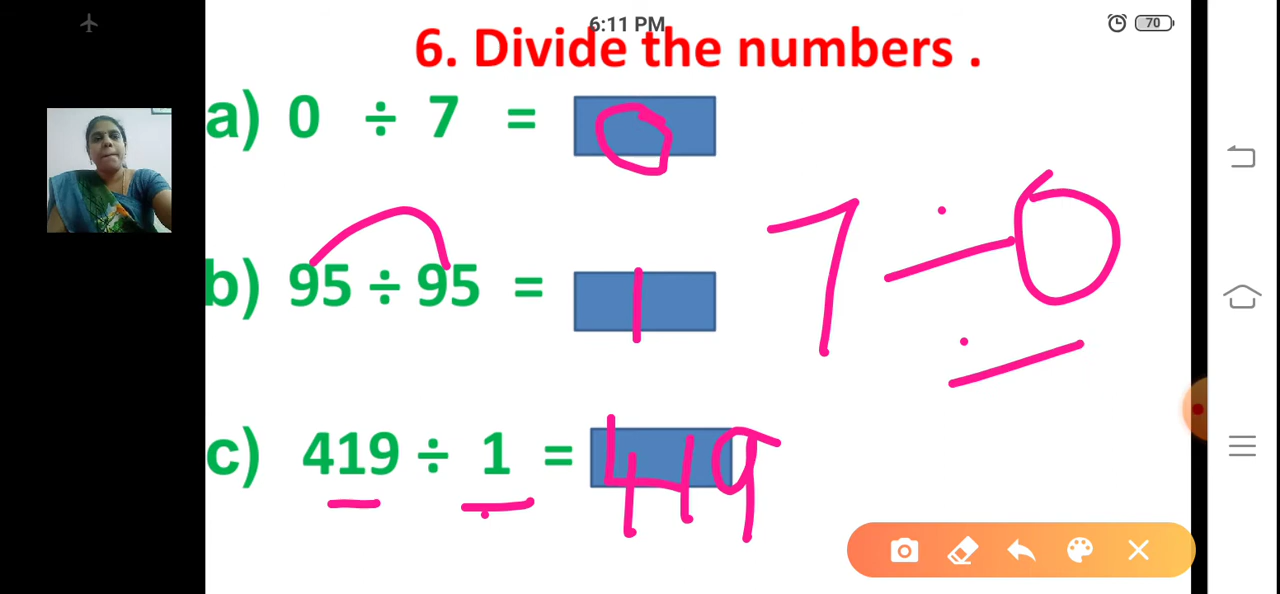 6:11 PM
70
6. Divide the numbers .
a) 0 ÷ 7 = 0
7 ÷ 0
b) 95 ÷ 95 = 1
c) 419 ÷ 1 = 419